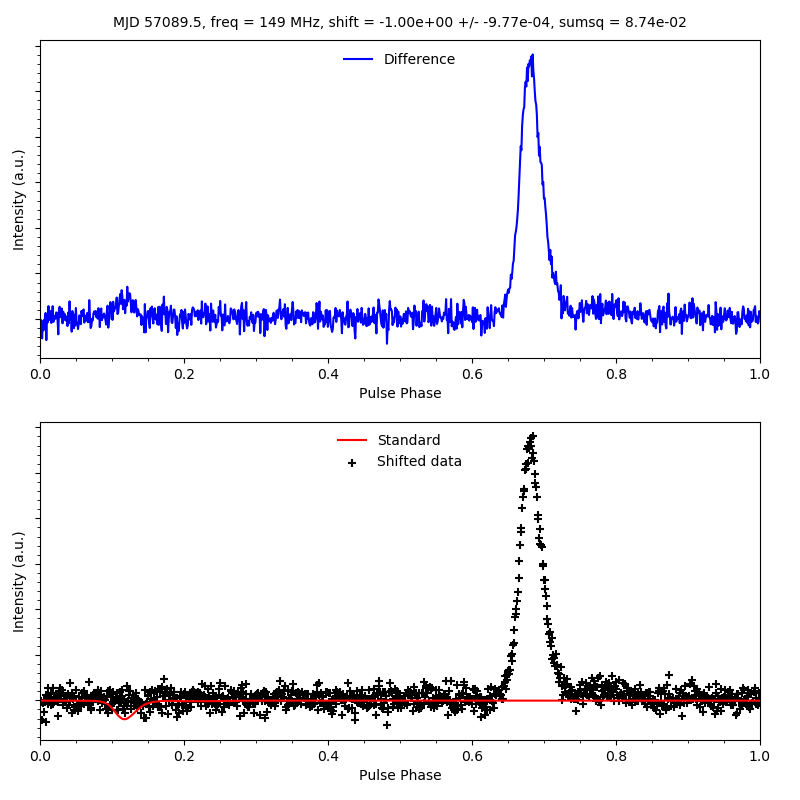 MJD 57089.5, freq = 149 MHz, shift = -1.00e+00 +/- -9.77e-04, sumsq = 8.74e-02
Difference
Intensity (a.u.)
0.0 0.2 0.4 0.6 0.8 1.0
Pulse Phase
Standard
Shifted data
Intensity (a.u.)
0.0 0.2 0.4 0.6 0.8 1.0
Pulse Phase